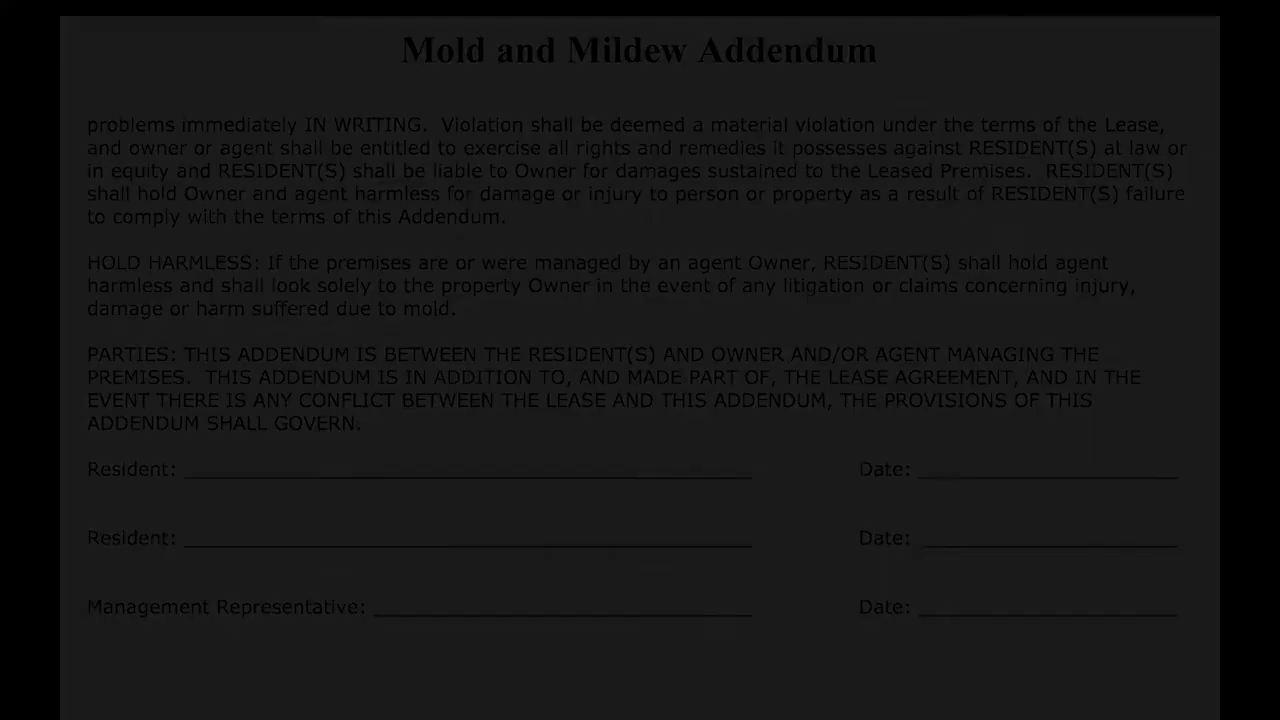 Mold and Mildew Addendum
problems immediately IN WRITING. Violation shall be deemed a material violation under the terms of the Lease,
and owner or agent shall be entitled to exercise all rights and remedies it possesses against RESIDENT(S) at law or
in equity and RESIDENT(S) shall be liable to Owner for damages sustained to the Leased Premises. RESIDENT(S)
shall hold Owner and agent harmless for damage or injury to person or property as a result of RESIDENT(S) failure
to comply with the terms of this Addendum.
HOLD HARMLESS: If the premises are or were managed by an agent Owner, RESIDENT(S) shall hold agent
harmless and shall look solely to the property Owner in the event of any litigation or claims concerning injury,
damage or harm suffered due to mold.
PARTIES: THIS ADDENDUM IS BETWEEN THE RESIDENT(S) AND OWNER AND/OR AGENT MANAGING THE
PREMISES. THIS ADDENDUM IS IN ADDITION TO, AND MADE PART OF, THE LEASE AGREEMENT, AND IN THE
EVENT THERE IS ANY CONFLICT BETWEEN THE LEASE AND THIS ADDENDUM, THE PROVISIONS OF THIS
ADDENDUM SHALL GOVERN.
Resident: Date:
Resident: Date:
Management Representative: Date: